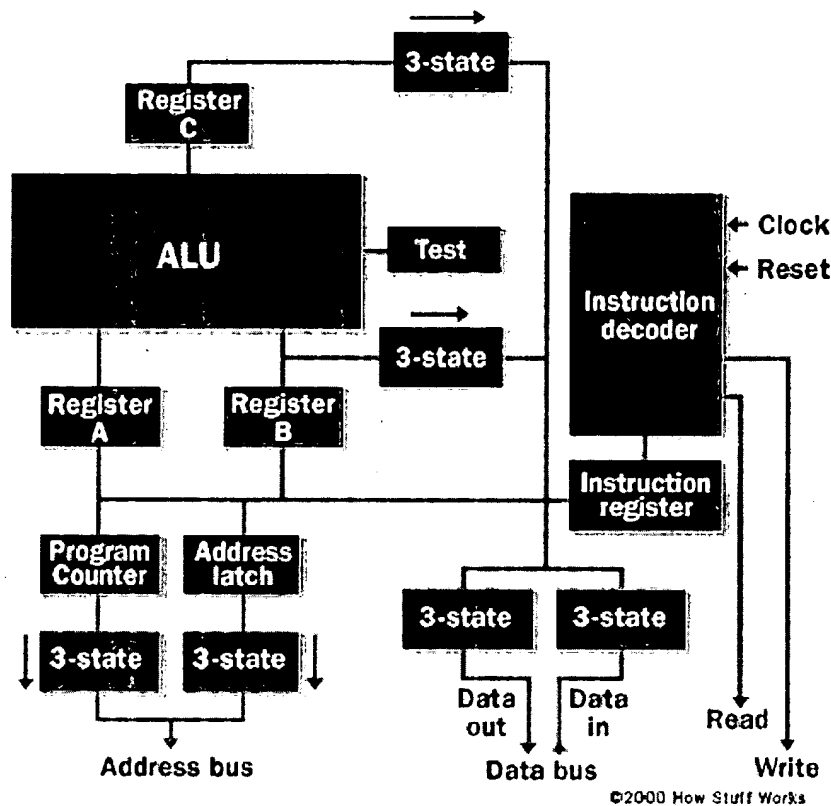 3-state
Register
C
ALU
Test
Clock
Reset
Instruction
decoder
3-state
Register
A
Register
B
Instruction
register
Program
Counter
Address
latch
3-state
3-state
3-state
3-state
Data
out
Data
in
Read
Address bus
Data bus
Write
©2000 How Stuff Works